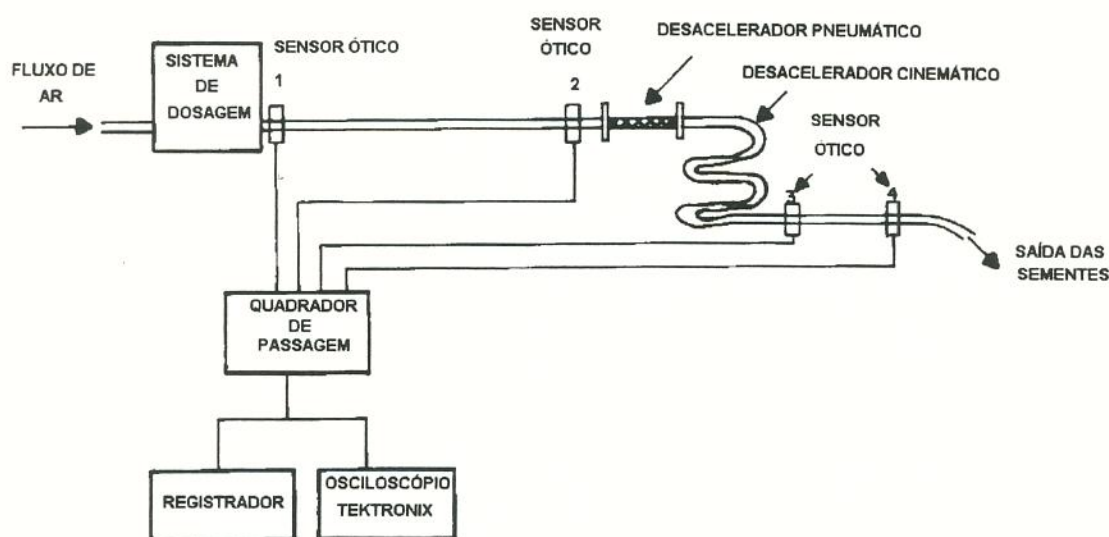 FLUXO DE
AR
SISTEMA
DE
DOSAGEM
SENSOR ÓTICO
1
SENSOR
ÓTICO
2
DESACELERADOR PNEUMÁTICO
DESACELERADOR CINEMÁTICO
SENSOR
ÓTICO
3
4
SAÍDA DAS
SEMENTES
QUADRADOR
DE
PASSAGEM
REGISTRADOR
OSCILOSCÓPIO
TEKTRONIX